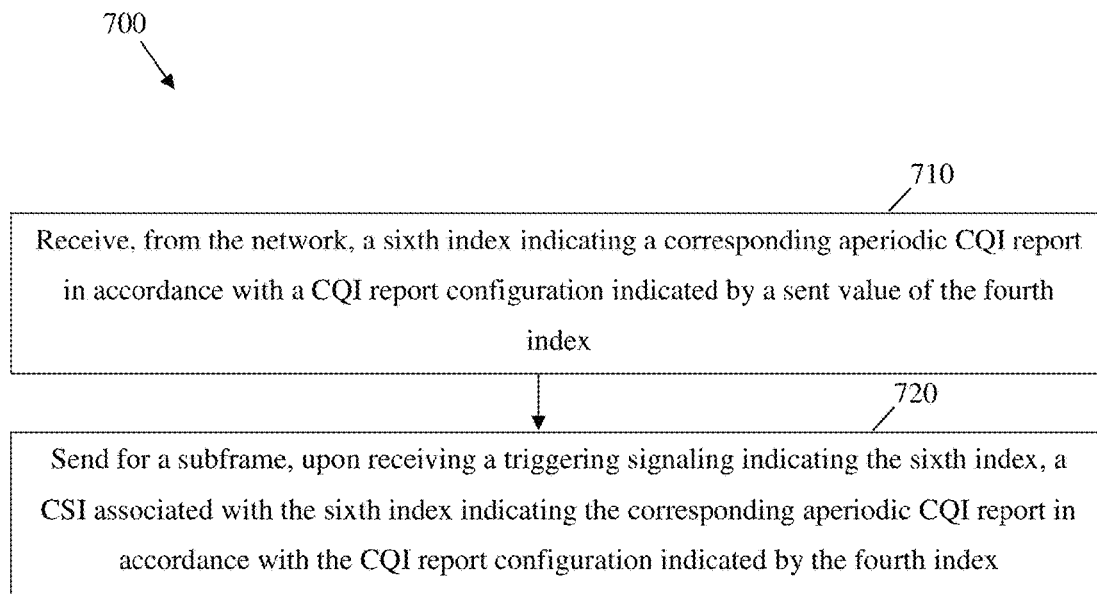 700
710
Receive, from the network, a sixth index indicating a corresponding aperiodic CQI report
in accordance with a CQI report configuration indicated by a sent value of the fourth
index
720
Send for a subframe, upon receiving a triggering signaling indicating the sixth index, a
CSI associated with the sixth index indicating the corresponding aperiodic CQI report in
accordance with the CQI report configuration indicated by the fourth index